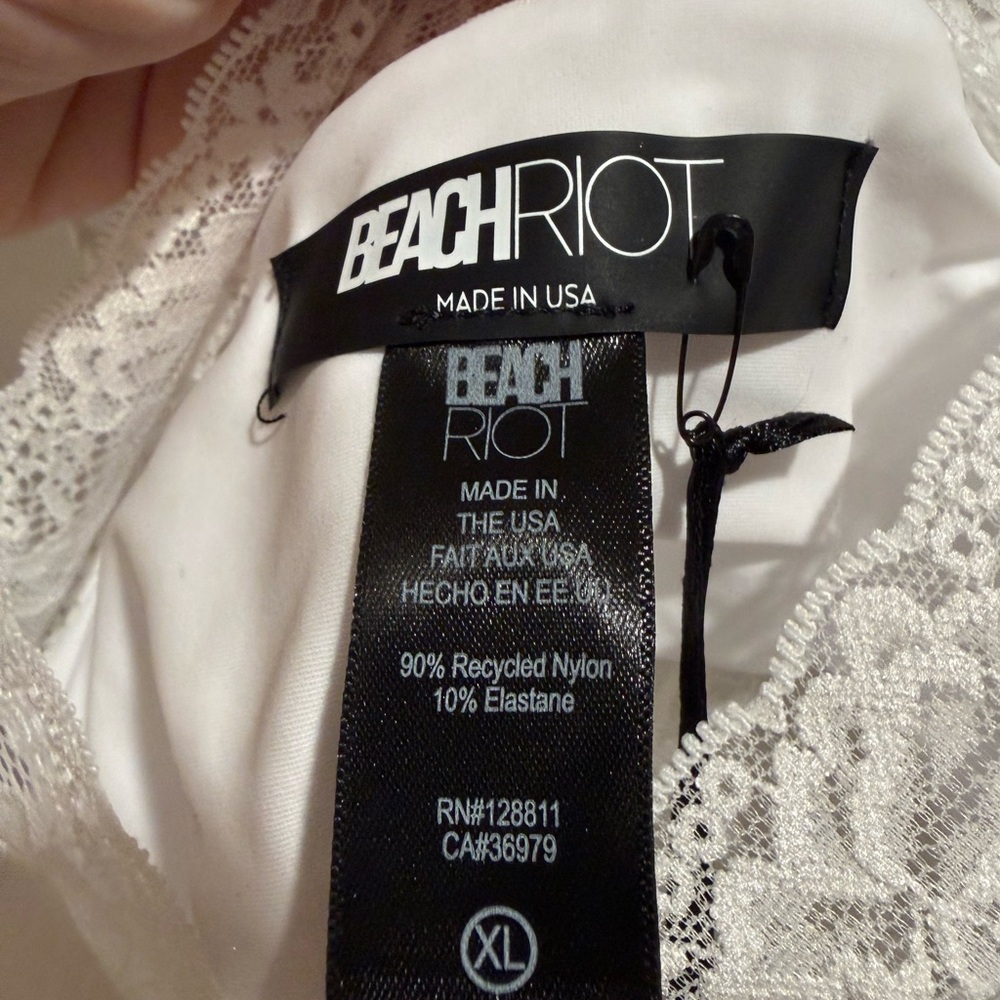 BEACHRIOT
MADE IN USA
BEACH
RIOT
MADE IN
THE USA
FAIT AUX USA
HECHO EN EE.UU
90% Recycled Nylon
10% Elastane
RN#128811
CA#36979
XL